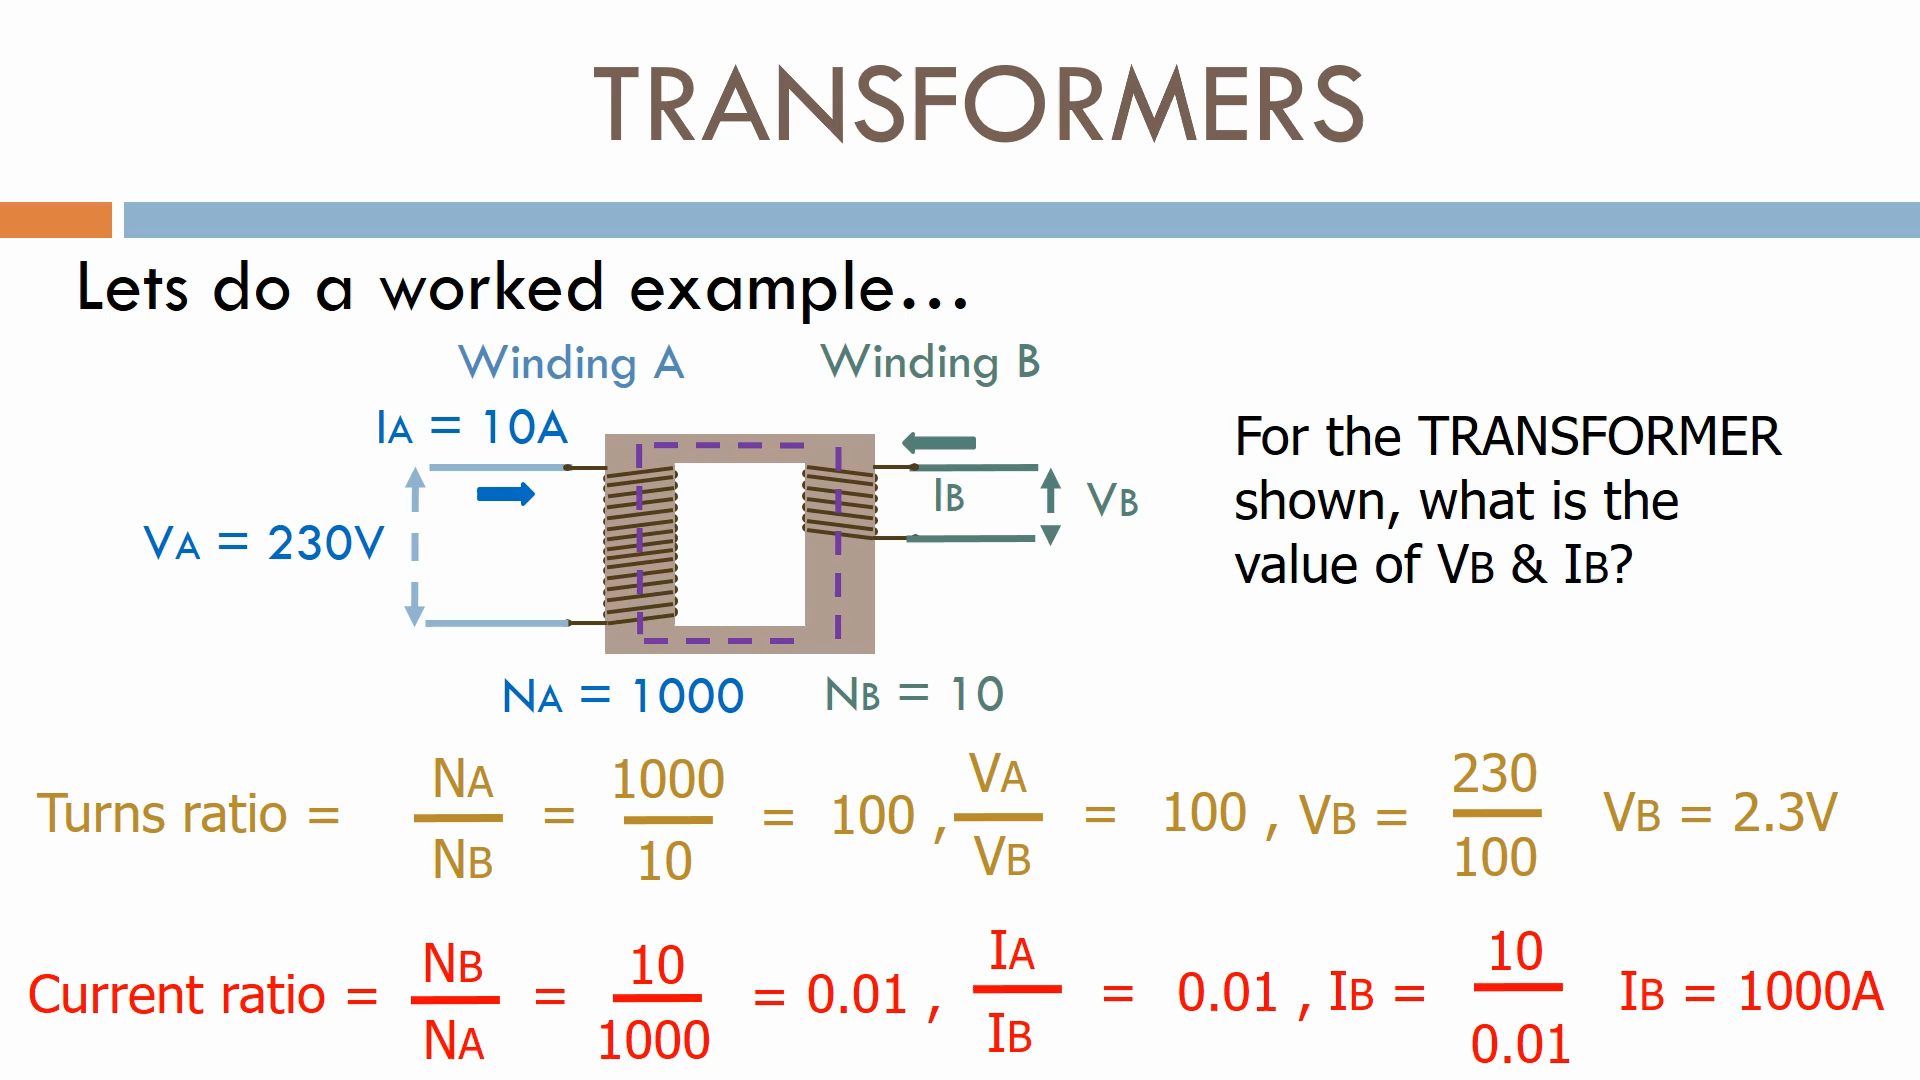 TRANSFORMERS
Lets do a worked example...
Winding A
Winding B
IA = 10A
VA = 230V
IB
VB
NA = 1000
NB = 10
For the TRANSFORMER
shown, what is the
value of VB & IB?
Turns ratio = NA / NB = 1000 / 10 = 100 , VA / VB = 100 , VB = 230 / 100 VB = 2.3V
Current ratio = NB / NA = 10 / 1000 = 0.01 , IA / IB = 0.01 , IB = 10 / 0.01 IB = 1000A